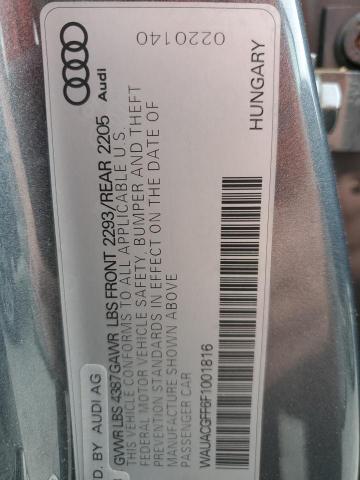 0220140
Audi
HUNGARY
D. BY AUDI AG
GVWR LBS 4387 GAWR LBS FRONT 2293/REAR 2205
VEHICLE CONFORMS TO ALL APPLICABLE U.S.
FEDERAL MOTOR VEHICLE SAFETY, BUMPER AND THEFT
PREVENTION STANDARDS IN EFFECT ON THE DATE OF
MANUFACTURE SHOWN ABOVE
PASSENGER CAR
WAUACGFF6F1001816